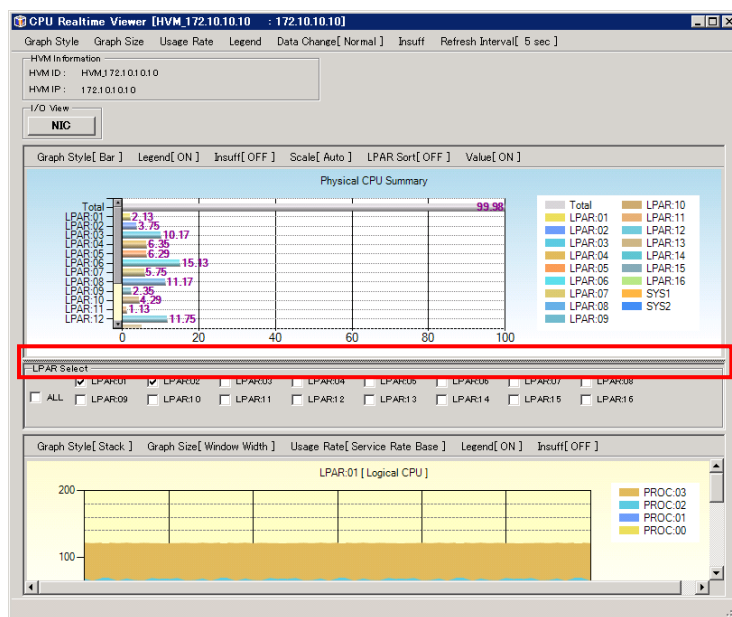 CPU Realtime Viewer [HVM_172.10.10.10 : 172.10.10.10]
Graph Style Graph Size Usage Rate Legend Data Change[ Normal ] Insuff Refresh Interval[ 5 sec ]
HVM Information
HVM ID : HVM_172.10.10.10
HVM IP : 172.10.10.10
I/O View
NIC
Graph Style[ Bar ] Legend[ ON ] Insuff[ OFF ] Scale[ Auto ] LPAR Sort[ OFF ] Value[ ON ]
Physical CPU Summary
Total 99.98
LPAR:01 2.13
LPAR:02 3.75
LPAR:03 10.17
LPAR:04 6.35
LPAR:05 6.29
LPAR:06 15.13
LPAR:07 5.75
LPAR:08 11.17
LPAR:09 2.35
LPAR:10 4.29
LPAR:11 1.13
LPAR:12 11.75
0 20 40 60 80 100
Total LPAR:10
LPAR:01 LPAR:11
LPAR:02 LPAR:12
LPAR:03 LPAR:13
LPAR:04 LPAR:14
LPAR:05 LPAR:15
LPAR:06 LPAR:16
LPAR:07 SYS1
LPAR:08 SYS2
LPAR:09
LPAR Select
LPAR:01 LPAR:02 LPAR:03 LPAR:04 LPAR:05 LPAR:06 LPAR:07 LPAR:08
ALL LPAR:09 LPAR:10 LPAR:11 LPAR:12 LPAR:13 LPAR:14 LPAR:15 LPAR:16
Graph Style[ Stack ] Graph Size[ Window Width ] Usage Rate[ Service Rate Base ] Legend[ ON ] Insuff[ OFF ]
LPAR:01 [ Logical CPU ]
200
100
PROC:03
PROC:02
PROC:01
PROC:00